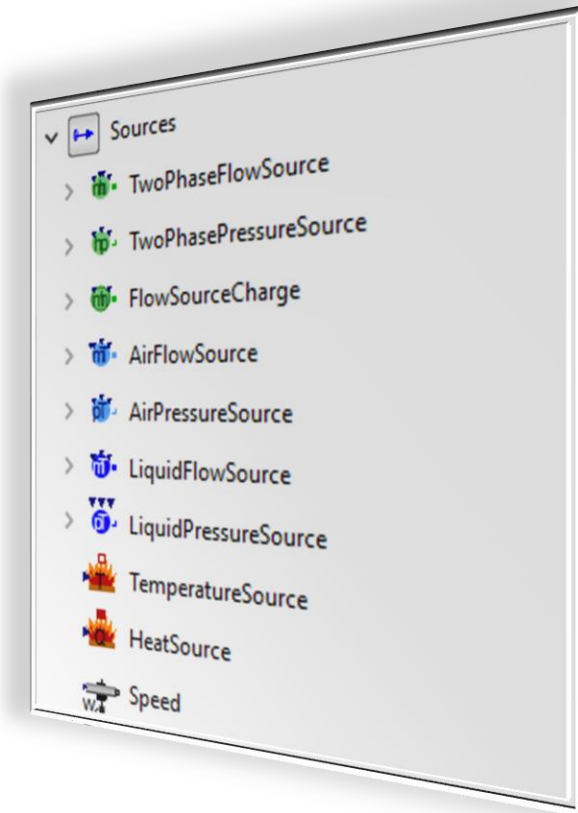 Sources
TwoPhaseFlowSource
TwoPhasePressureSource
FlowSourceCharge
AirFlowSource
AirPressureSource
LiquidFlowSource
LiquidPressureSource
T TemperatureSource
Q HeatSource
w Speed